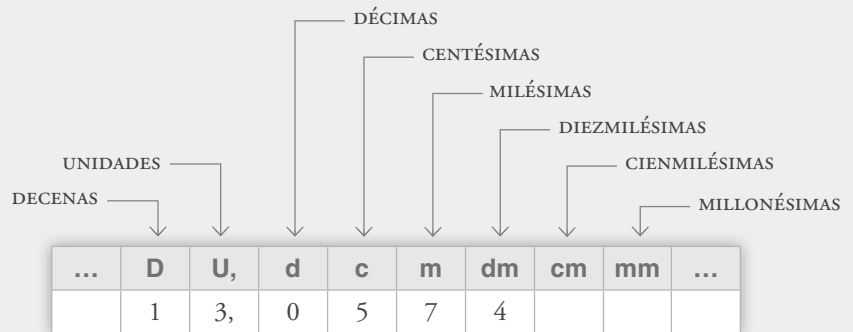 DÉCIMAS
CENTÉSIMAS
MILÉSIMAS
DIEZMILÉSIMAS
UNIDADES CIENMILÉSIMAS
DECENAS MILLONÉSIMAS
... D U, d c m dm cm mm ...
1 3, 0 5 7 4